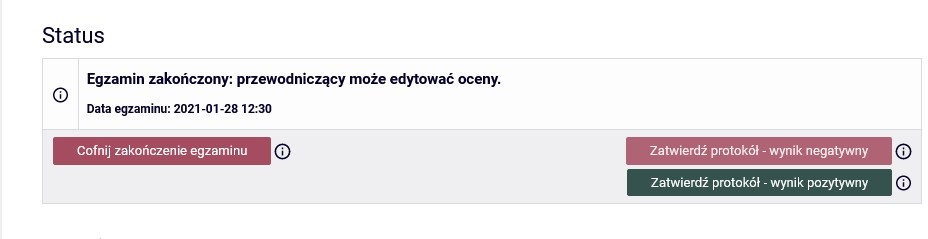 Status
Egzamin zakończony: przewodniczący może edytować oceny.
Data egzaminu: 2021-01-28 12:30
Cofnij zakończenie egzaminu
Zatwierdź protokół - wynik negatywny
Zatwierdź protokół - wynik pozytywny